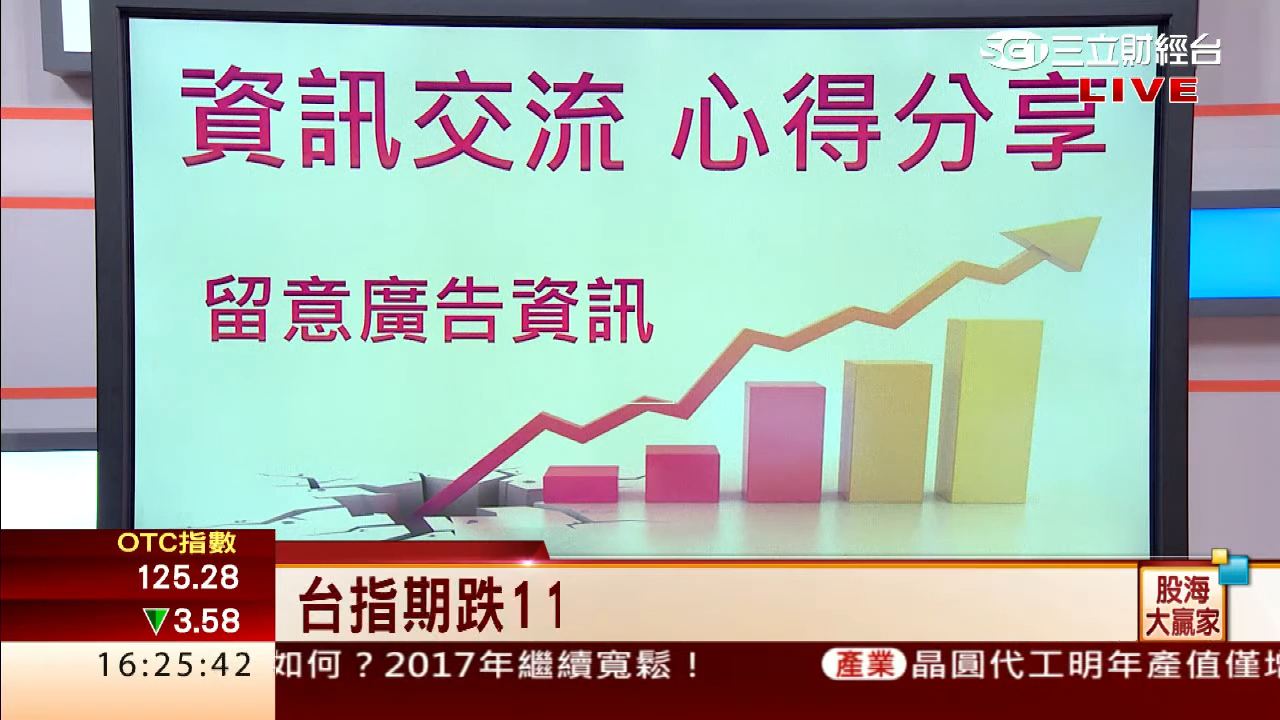 SET三立財經台
LIVE
資訊交流 心得分享
留意廣告資訊
OTC指數
125.28
▼3.58
台指期跌11
股海
大贏家
16:25:42
如何？2017年繼續寬鬆！
產業 晶圓代工明年產值僅增